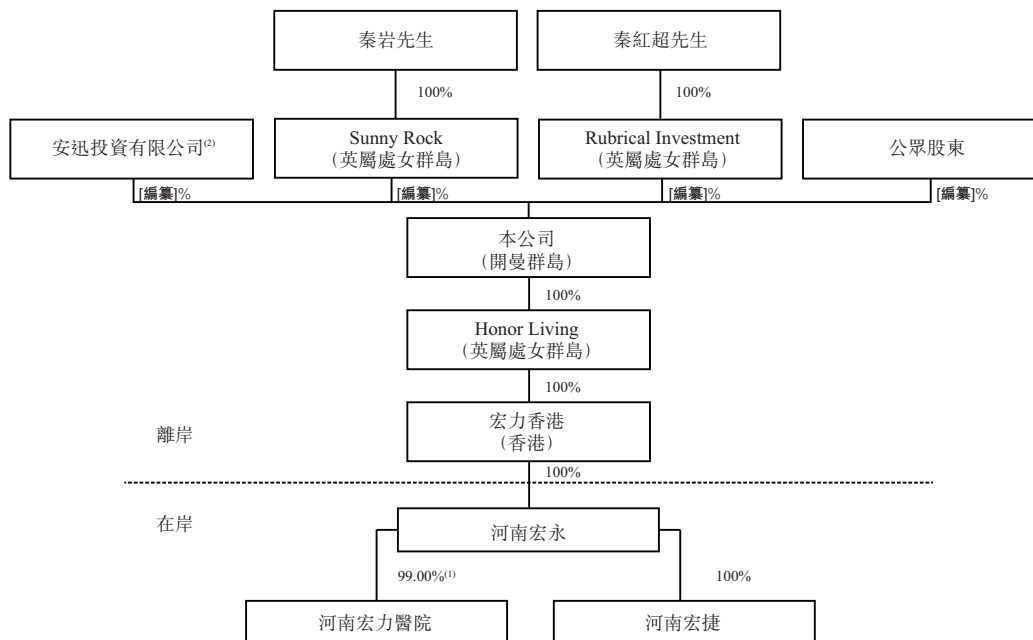 秦岩先生
秦紅超先生
100%
100%
安迅投資有限公司(2)
Sunny Rock
(英屬處女群島)
Rubrical Investment
(英屬處女群島)
公眾股東
[編纂]%
[編纂]%
[編纂]%
[編纂]%
本公司
(開曼群島)
100%
Honor Living
(英屬處女群島)
100%
宏力香港
(香港)
離岸
100%
在岸
河南宏永
99.00%(1)
100%
河南宏力醫院
河南宏捷